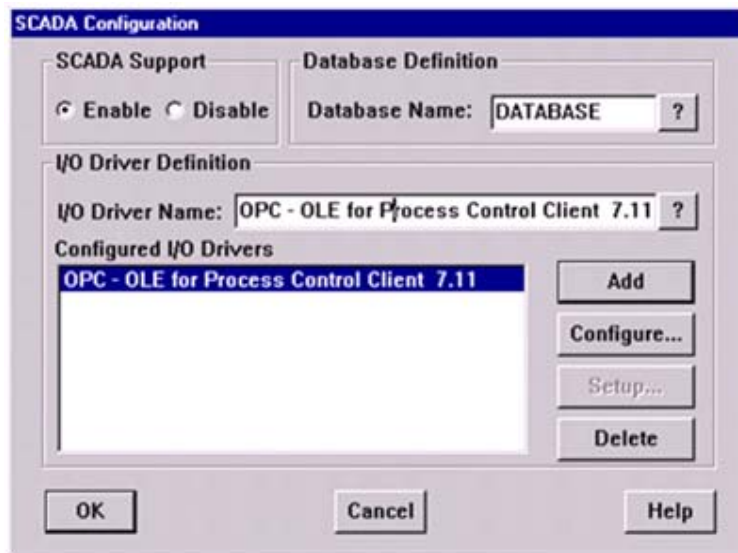 SCADA Configuration
SCADA Support
Enable Disable
Database Definition
Database Name: DATABASE ?
I/O Driver Definition
I/O Driver Name: OPC - OLE for Process Control Client 7.11 ?
Configured I/O Drivers
OPC - OLE for Process Control Client 7.11
Add
Configure...
Setup...
Delete
OK Cancel Help